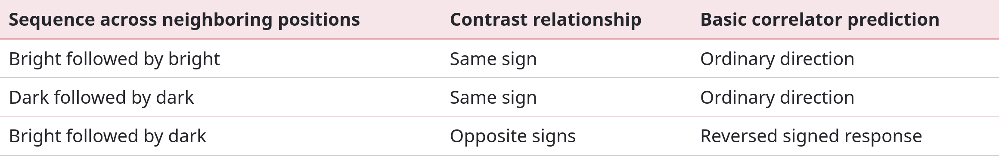 Sequence across neighboring positions Contrast relationship Basic correlator prediction
Bright followed by bright Same sign Ordinary direction
Dark followed by dark Same sign Ordinary direction
Bright followed by dark Opposite signs Reversed signed response